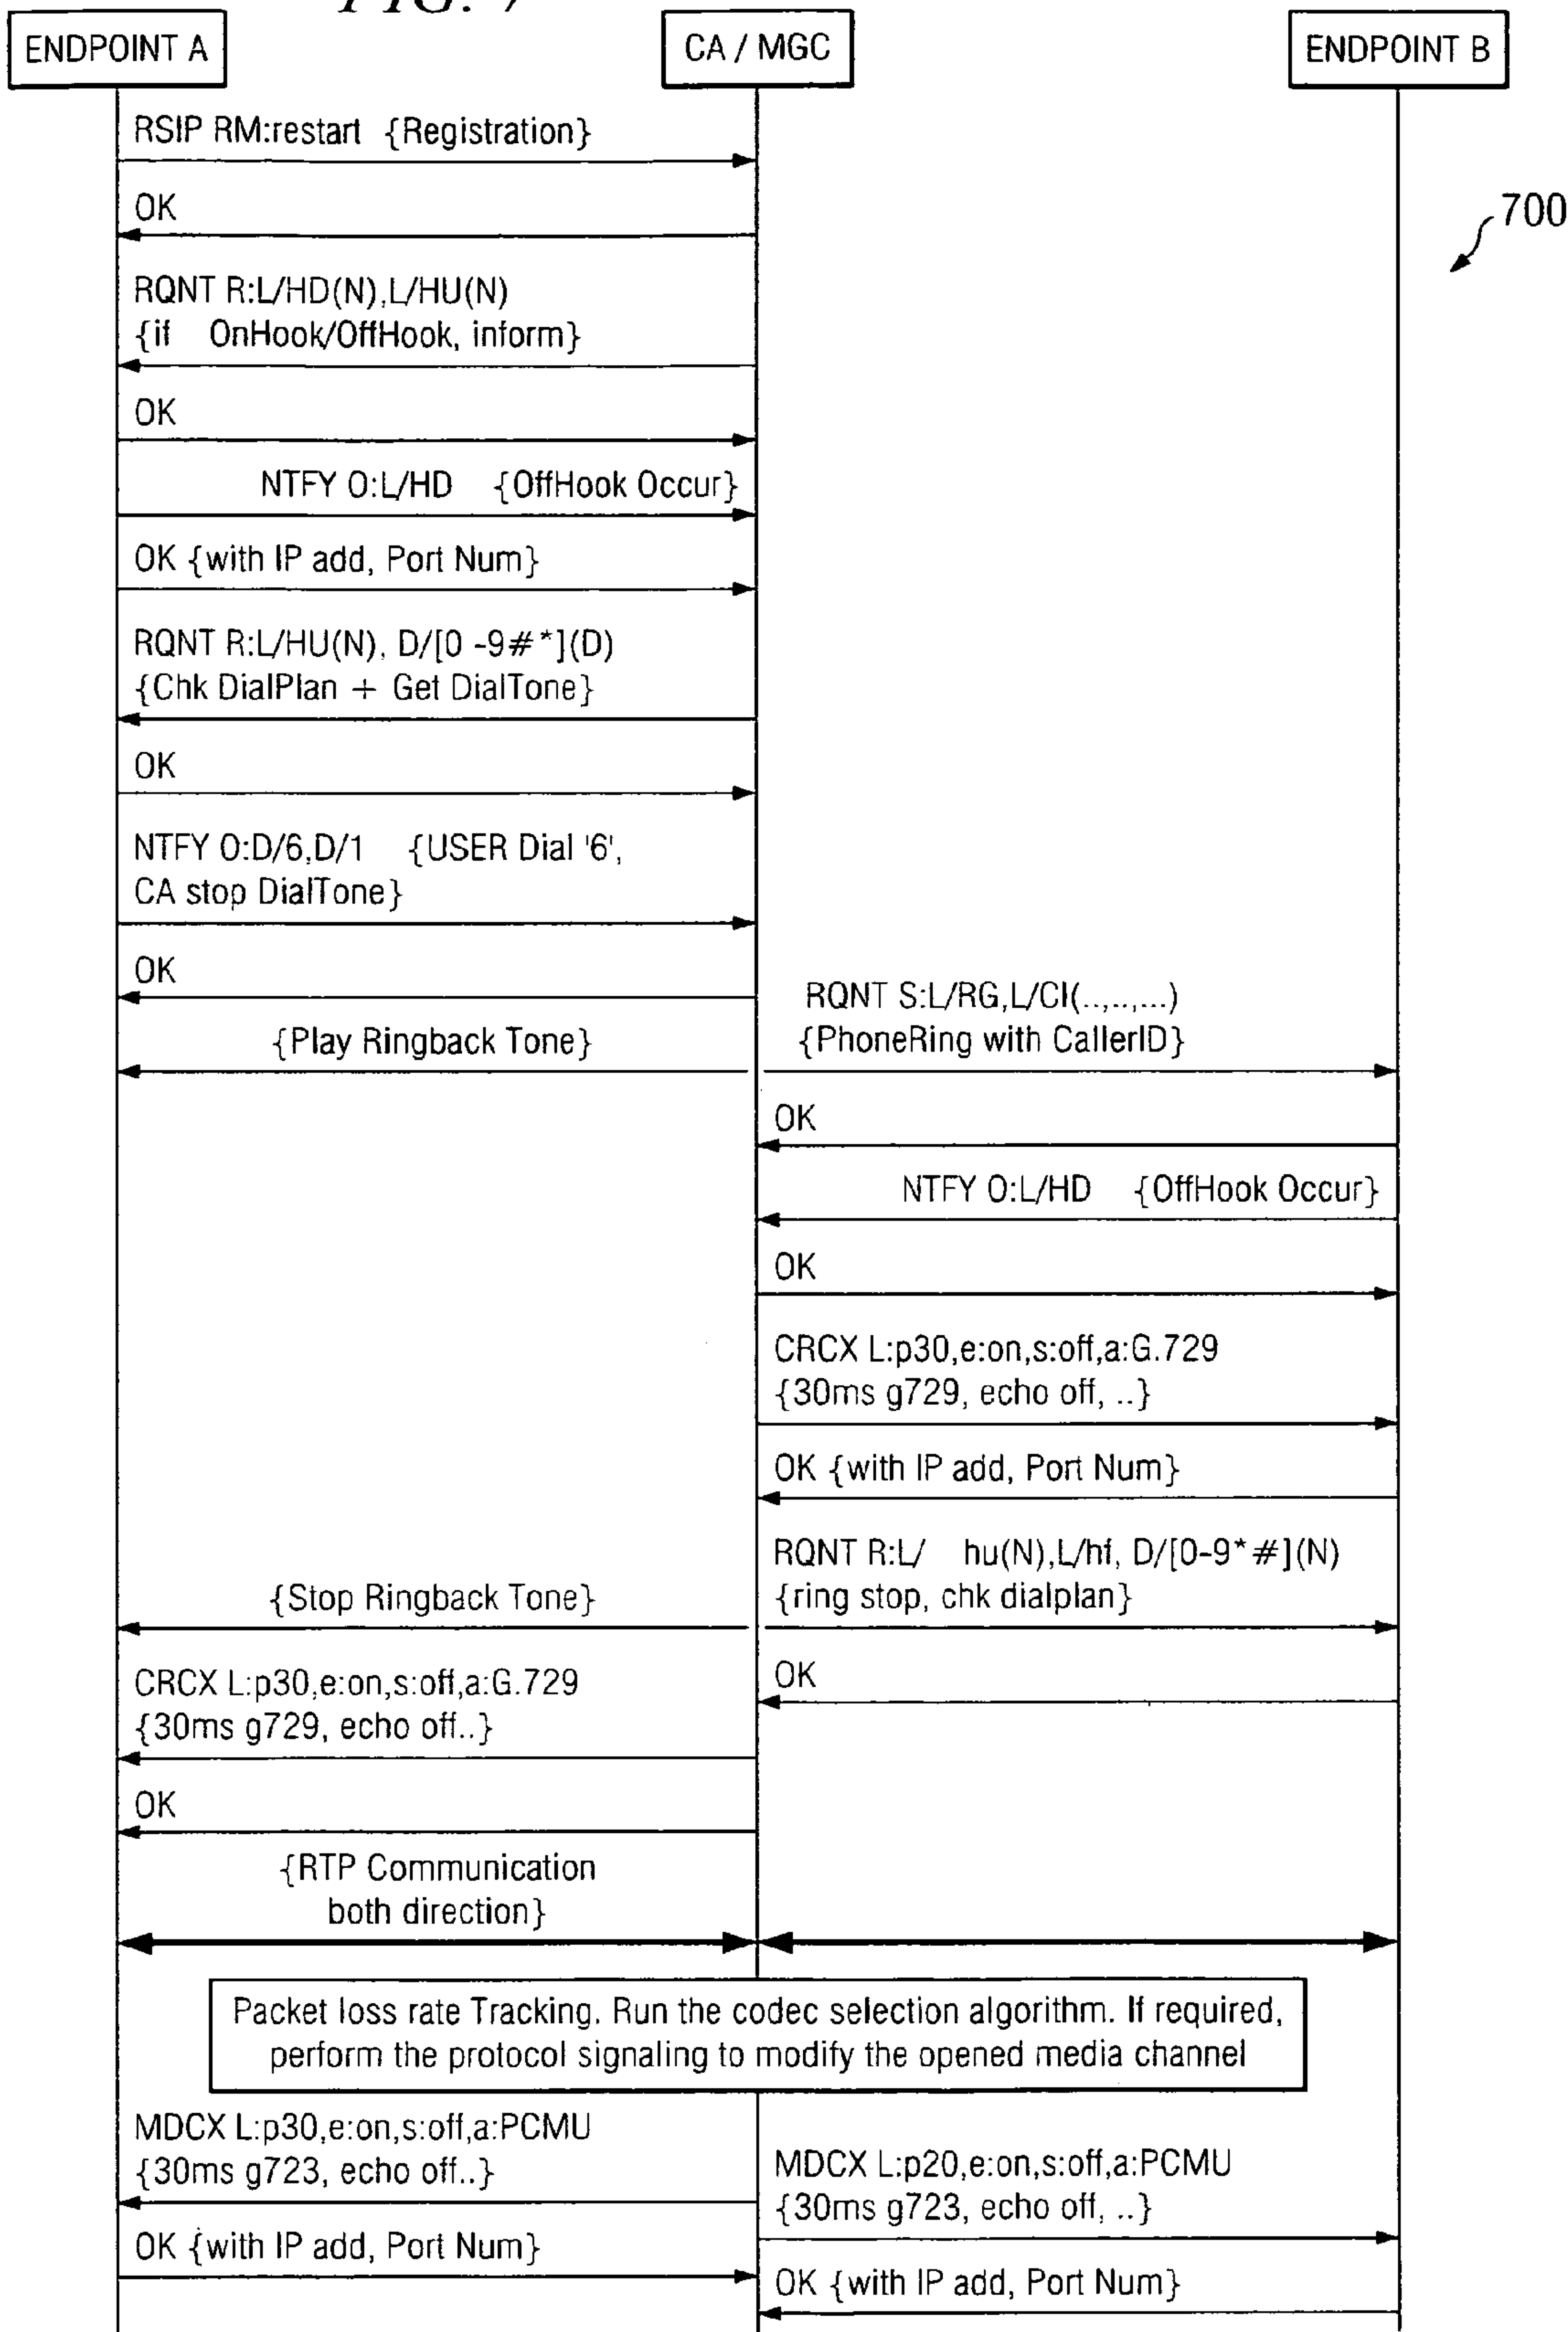 FIG. 7
ENDPOINT A
CA / MGC
ENDPOINT B
RSIP RM:restart {Registration}
OK
700
RQNT R:L/HD(N),L/HU(N)
{if OnHook/OffHook, inform}
OK
NTFY O:L/HD {OffHook Occur}
OK {with IP add, Port Num}
RQNT R:L/HU(N), D/[0 -9#*](D)
{Chk DialPlan + Get DialTone}
OK
NTFY O:D/6,D/1 {USER Dial '6',
CA stop DialTone}
OK
RQNT S:L/RG,L/CI(..,..,...)
{Play Ringback Tone}
{PhoneRing with CallerID}
OK
NTFY O:L/HD {OffHook Occur}
OK
CRCX L:p30,e:on,s:off,a:G.729
{30ms g729, echo off, ..}
OK {with IP add, Port Num}
RQNT R:L/ hu(N),L/hf, D/[0-9*#](N)
{Stop Ringback Tone}
{ring stop, chk dialplan}
OK
CRCX L:p30,e:on,s:off,a:G.729
{30ms g729, echo off..}
OK
{RTP Communication
both direction}
Packet loss rate Tracking. Run the codec selection algorithm. If required,
perform the protocol signaling to modify the opened media channel
MDCX L:p30,e:on,s:off,a:PCMU
{30ms g723, echo off..}
MDCX L:p20,e:on,s:off,a:PCMU
{30ms g723, echo off, ..}
OK {with IP add, Port Num}
OK {with IP add, Port Num}